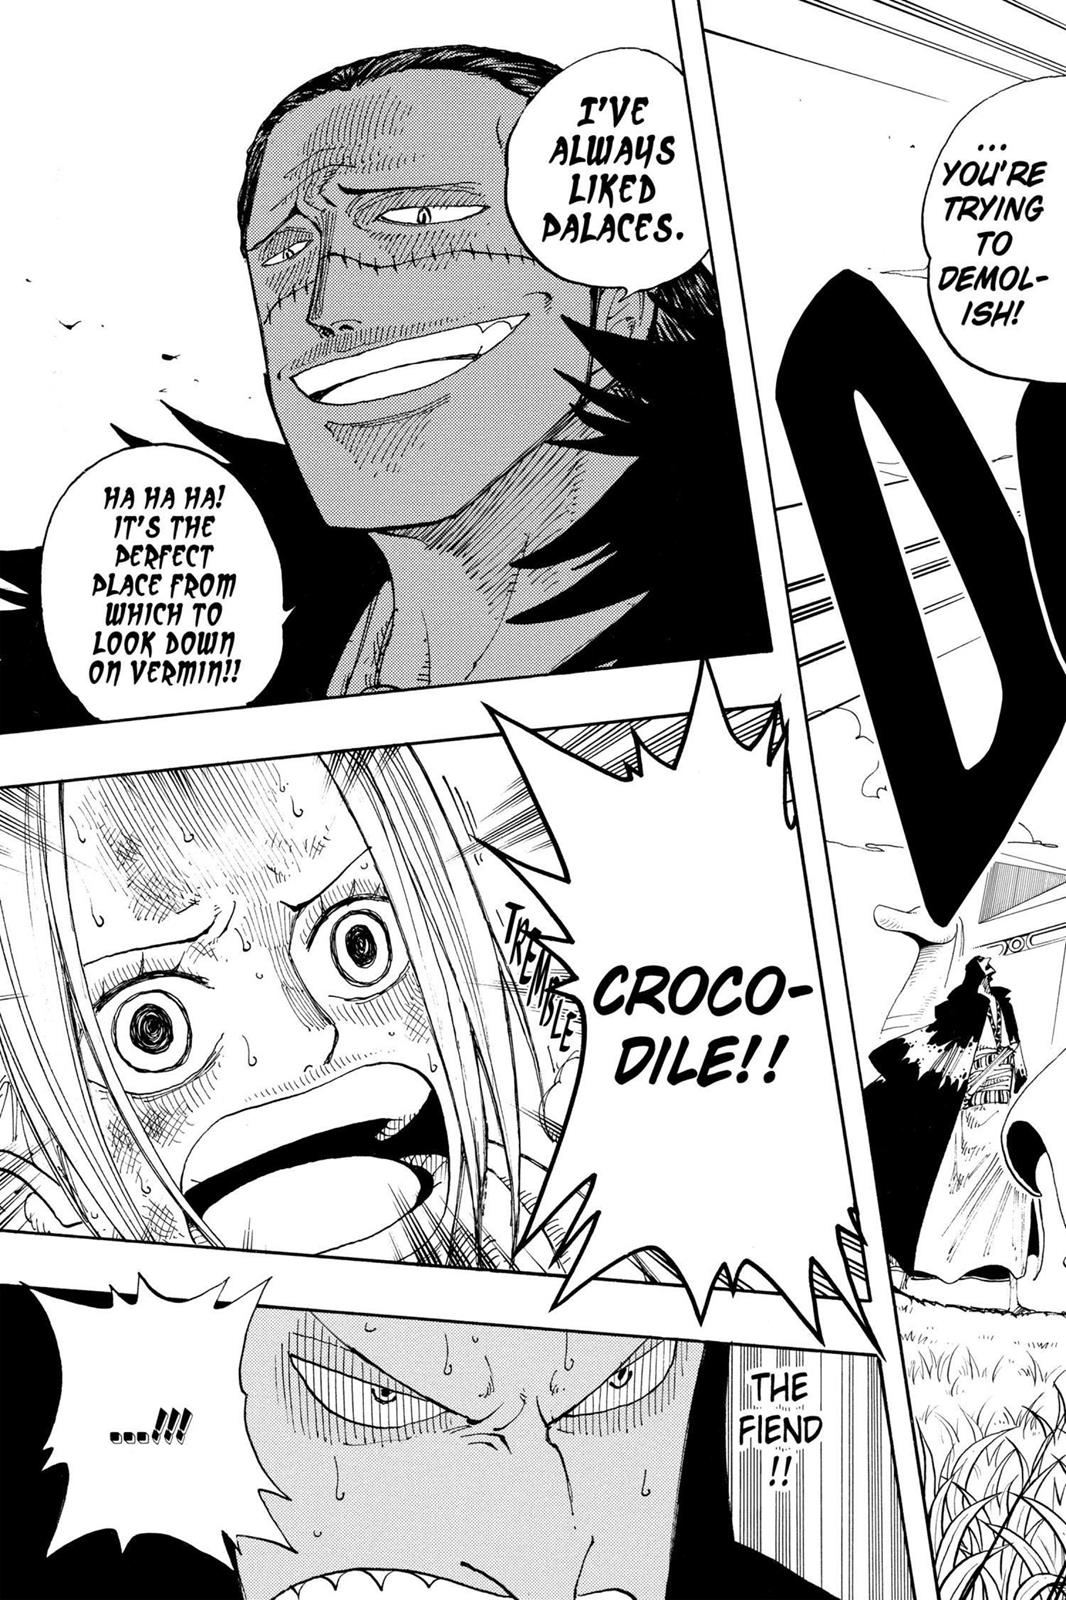 ...
YOU'RE
TRYING
TO
DEMOL-
ISH!
I'VE
ALWAYS
LIKED
PALACES.
HA HA HA!
IT'S THE
PERFECT
PLACE FROM
WHICH TO
LOOK DOWN
ON VERMIN!!
CROCO-
DILE!!
TREMBLE
THE
FIEND
!!
...!!!